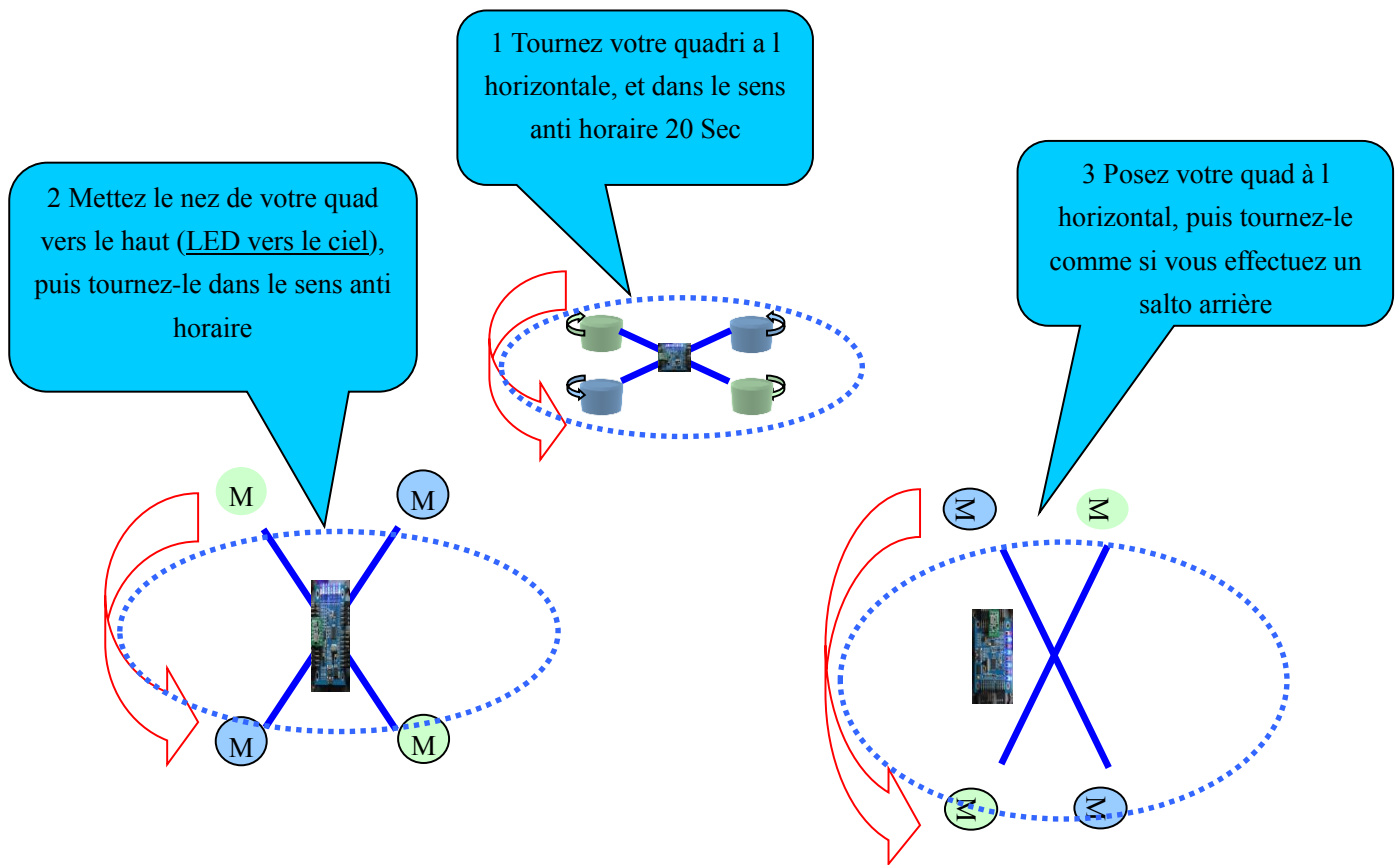 1 Tournez votre quadri a l
horizontale, et dans le sens
anti horaire 20 Sec
2 Mettez le nez de votre quad
vers le haut (LED vers le ciel),
puis tournez-le dans le sens anti
horaire
3 Posez votre quad à l
horizontal, puis tournez-le
comme si vous effectuez un
salto arrière
M
M
M
M
M
M
M
M